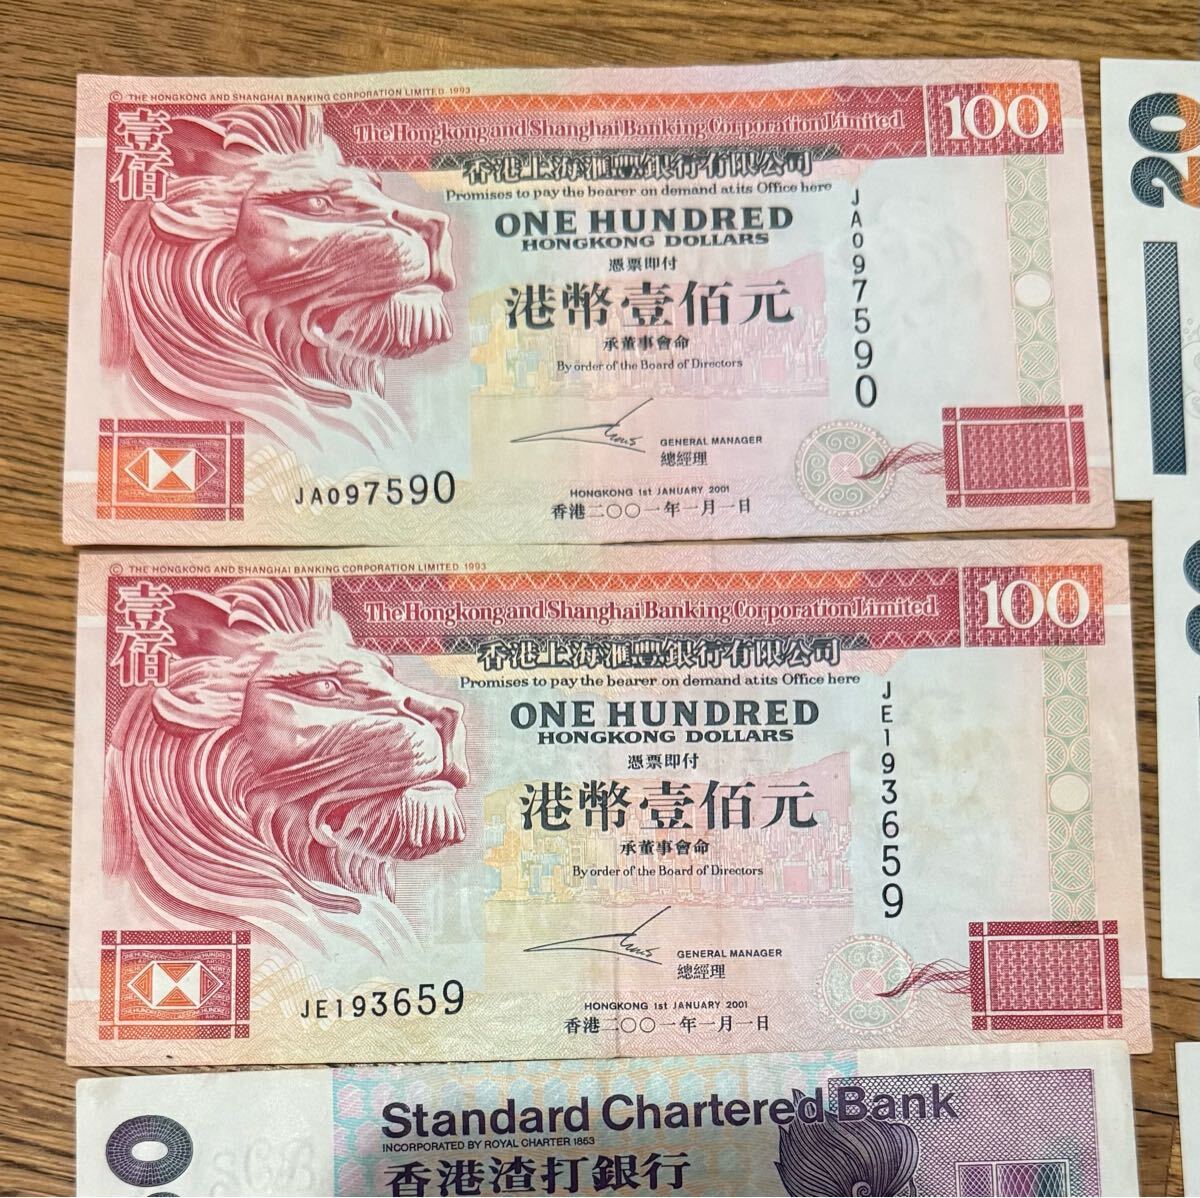 © THE HONGKONG AND SHANGHAI BANKING CORPORATION LIMITED 1993
壹佰
The Hongkong and Shanghai Banking Corporation Limited
100
香港上海滙豐銀行有限公司
Promises to pay the bearer on demand at its Office here
ONE HUNDRED
HONGKONG DOLLARS
憑票即付
港幣壹佰元
承董事會命
By order of the Board of Directors
JA097590
GENERAL MANAGER
總經理
JA097590
HONGKONG 1st JANUARY 2001
香港二〇〇一年一月一日
20
© THE HONGKONG AND SHANGHAI BANKING CORPORATION LIMITED 1993
壹佰
The Hongkong and Shanghai Banking Corporation Limited
100
香港上海滙豐銀行有限公司
Promises to pay the bearer on demand at its Office here
ONE HUNDRED
HONGKONG DOLLARS
憑票即付
港幣壹佰元
承董事會命
By order of the Board of Directors
JE193659
GENERAL MANAGER
總經理
JE193659
HONGKONG 1st JANUARY 2001
香港二〇〇一年一月一日
Standard Chartered Bank
INCORPORATED BY ROYAL CHARTER 1853
香港渣打銀行